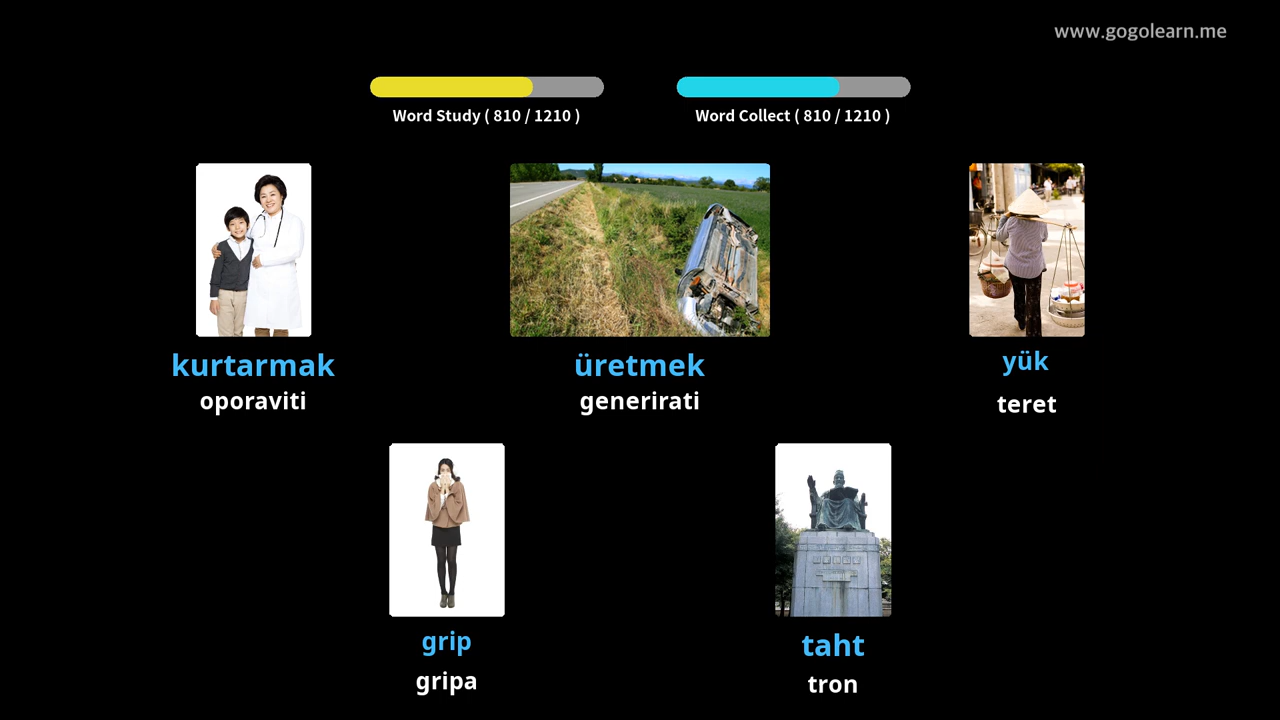 www.gogolearn.me
Word Study ( 810 / 1210 )
Word Collect ( 810 / 1210 )
kurtarmak
oporaviti
üretmek
generirati
yük
teret
grip
gripa
taht
tron